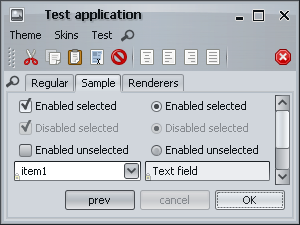 Test application
Theme Skins Test
Regular Sample Renderers
Enabled selected Enabled selected
Disabled selected Disabled selected
Enabled unselected Enabled unselected
item1 Text field
prev cancel OK